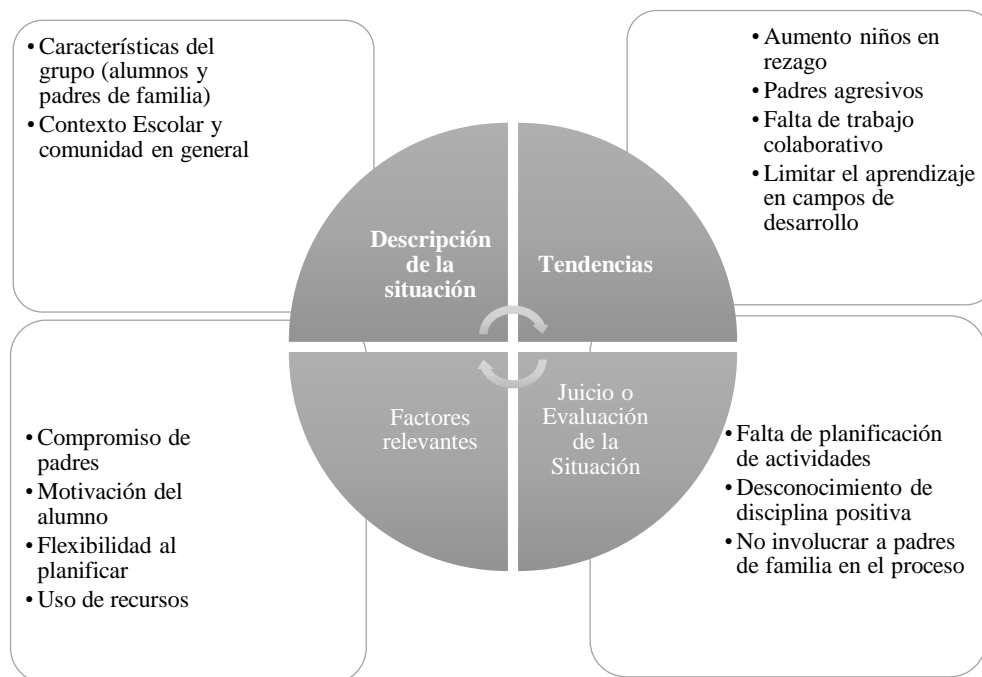 • Características del
grupo (alumnos y
padres de familia)
• Contexto Escolar y
comunidad en general
• Aumento niños en
rezago
• Padres agresivos
• Falta de trabajo
colaborativo
• Limitar el aprendizaje
en campos de
desarrollo
Descripción
de la
situación
Tendencias
Factores
relevantes
Juicio o
Evaluación
de la
Situación
• Compromiso de
padres
• Motivación del
alumno
• Flexibilidad al
planificar
• Uso de recursos
• Falta de planificación
de actividades
• Desconocimiento de
disciplina positiva
• No involucrar a padres
de familia en el proceso